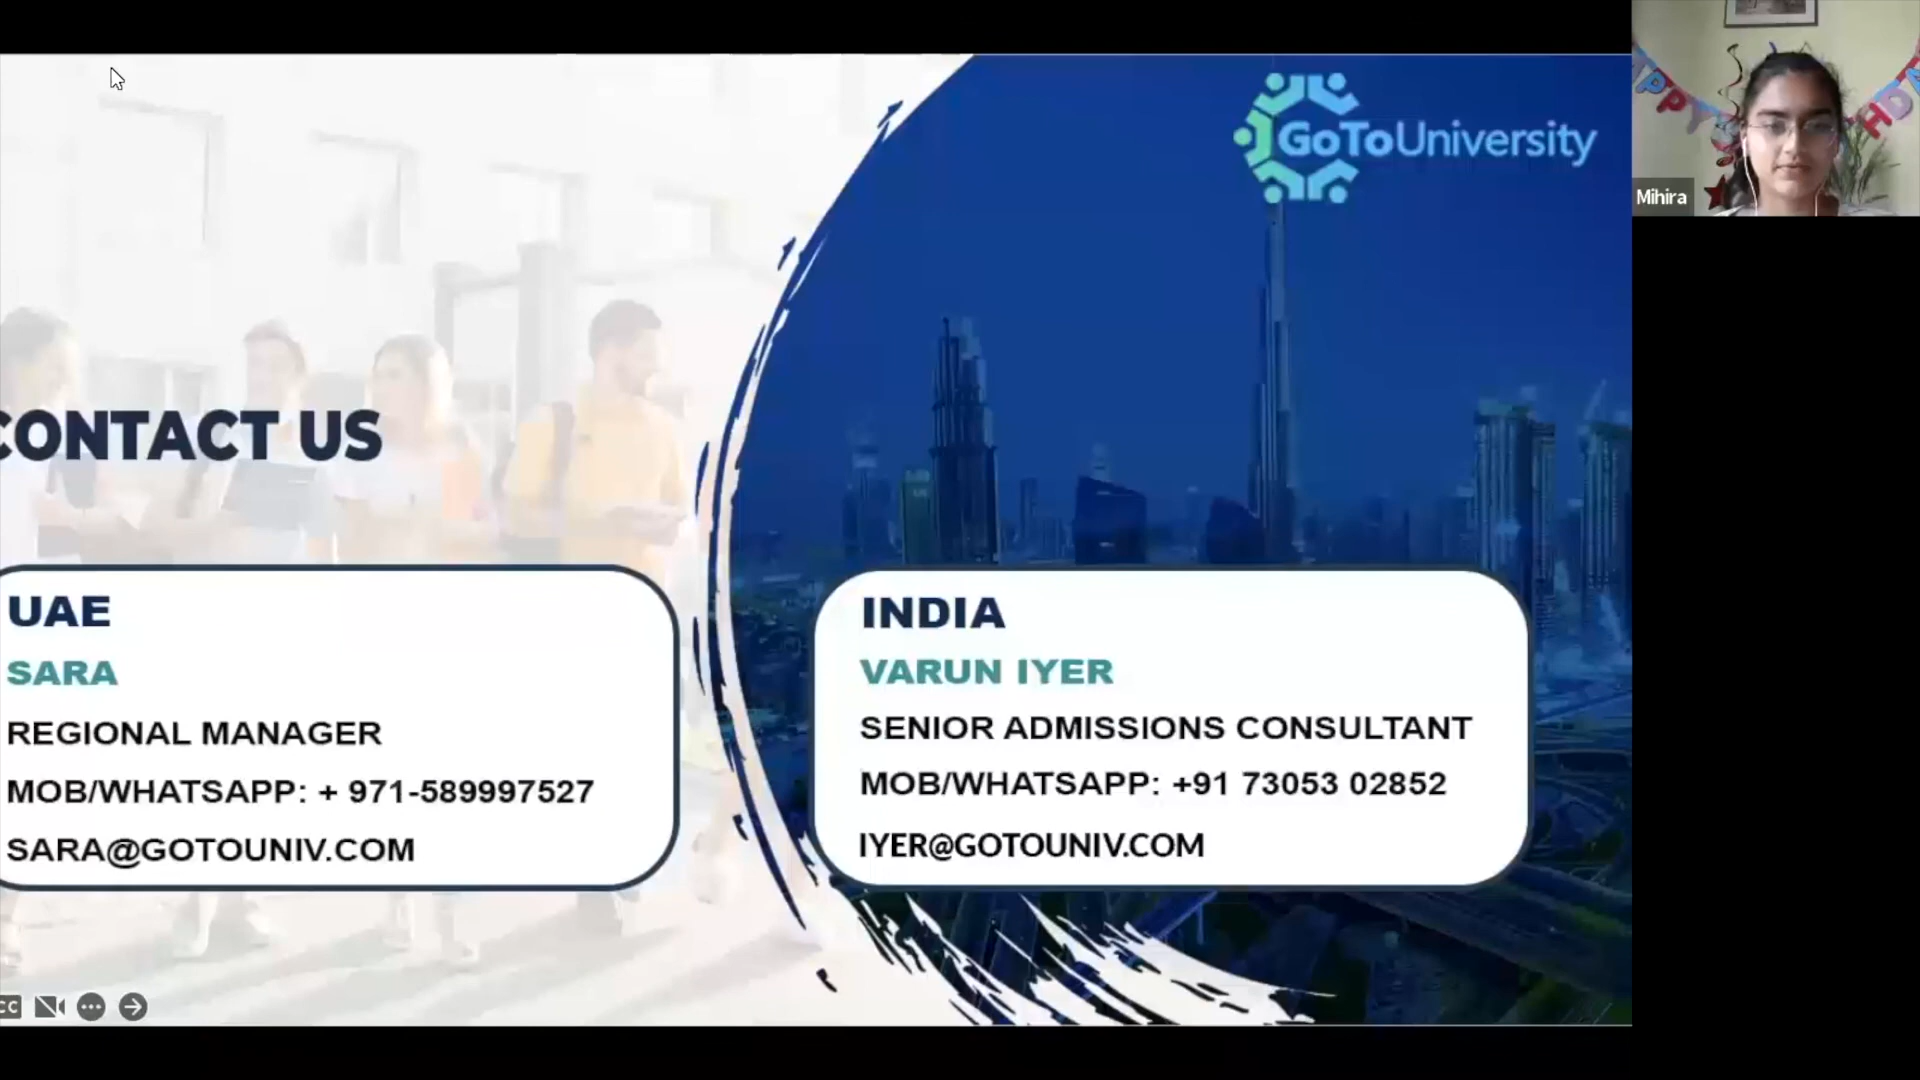 GoToUniversity
CONTACT US
UAE
SARA
REGIONAL MANAGER
MOB/WHATSAPP: + 971-589997527
SARA@GOTOUNIV.COM
INDIA
VARUN IYER
SENIOR ADMISSIONS CONSULTANT
MOB/WHATSAPP: +91 73053 02852
IYER@GOTOUNIV.COM
Mihira
CC